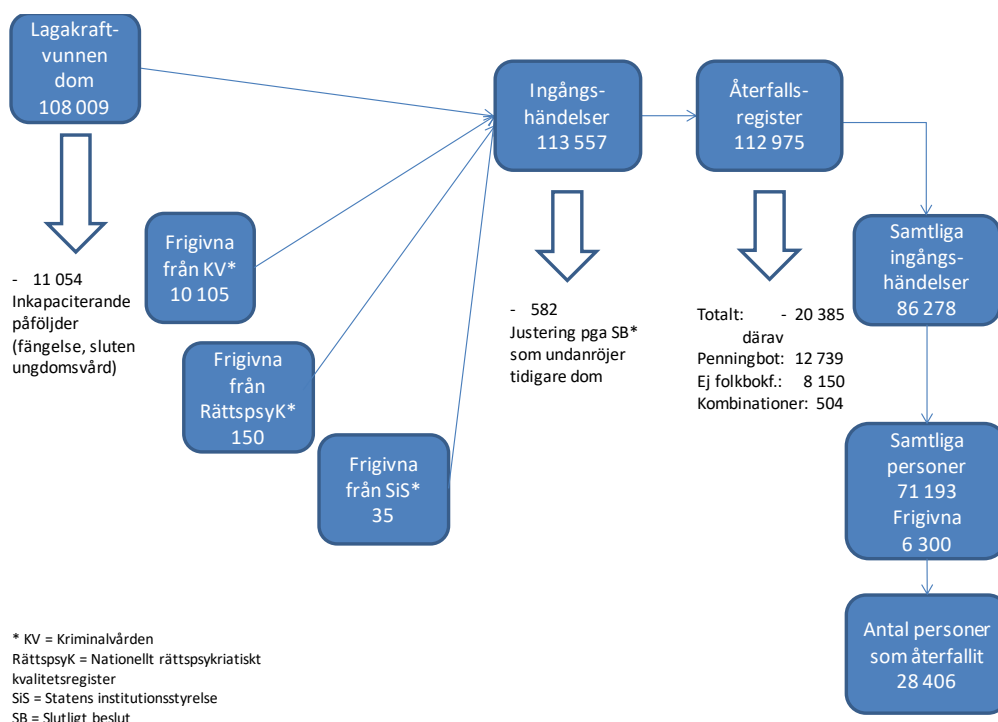 Lagakraft-
vunnen
dom
108 009
Ingångs-
händelser
113 557
Återfalls-
register
112 975
- 11 054
Inkapaciterande
påföljder
(fängelse, sluten
ungdomsvård)
Frigivna
från KV*
10 105
Frigivna
från
RättspsyK*
150
Frigivna
från SiS*
35
- 582
Justering pga SB*
som undanröjer
tidigare dom
Totalt: - 20 385
därav
Penningbot: 12 739
Ej folkbokf.: 8 150
Kombinationer: 504
Samtliga
ingångs-
händelser
86 278
Samtliga
personer
71 193
Frigivna
6 300
Antal personer
som återfallit
28 406
* KV = Kriminalvården
RättspsyK = Nationellt rättspsykriatiskt
kvalitetsregister
SiS = Statens institutionsstyrelse
SB = Slutligt beslut